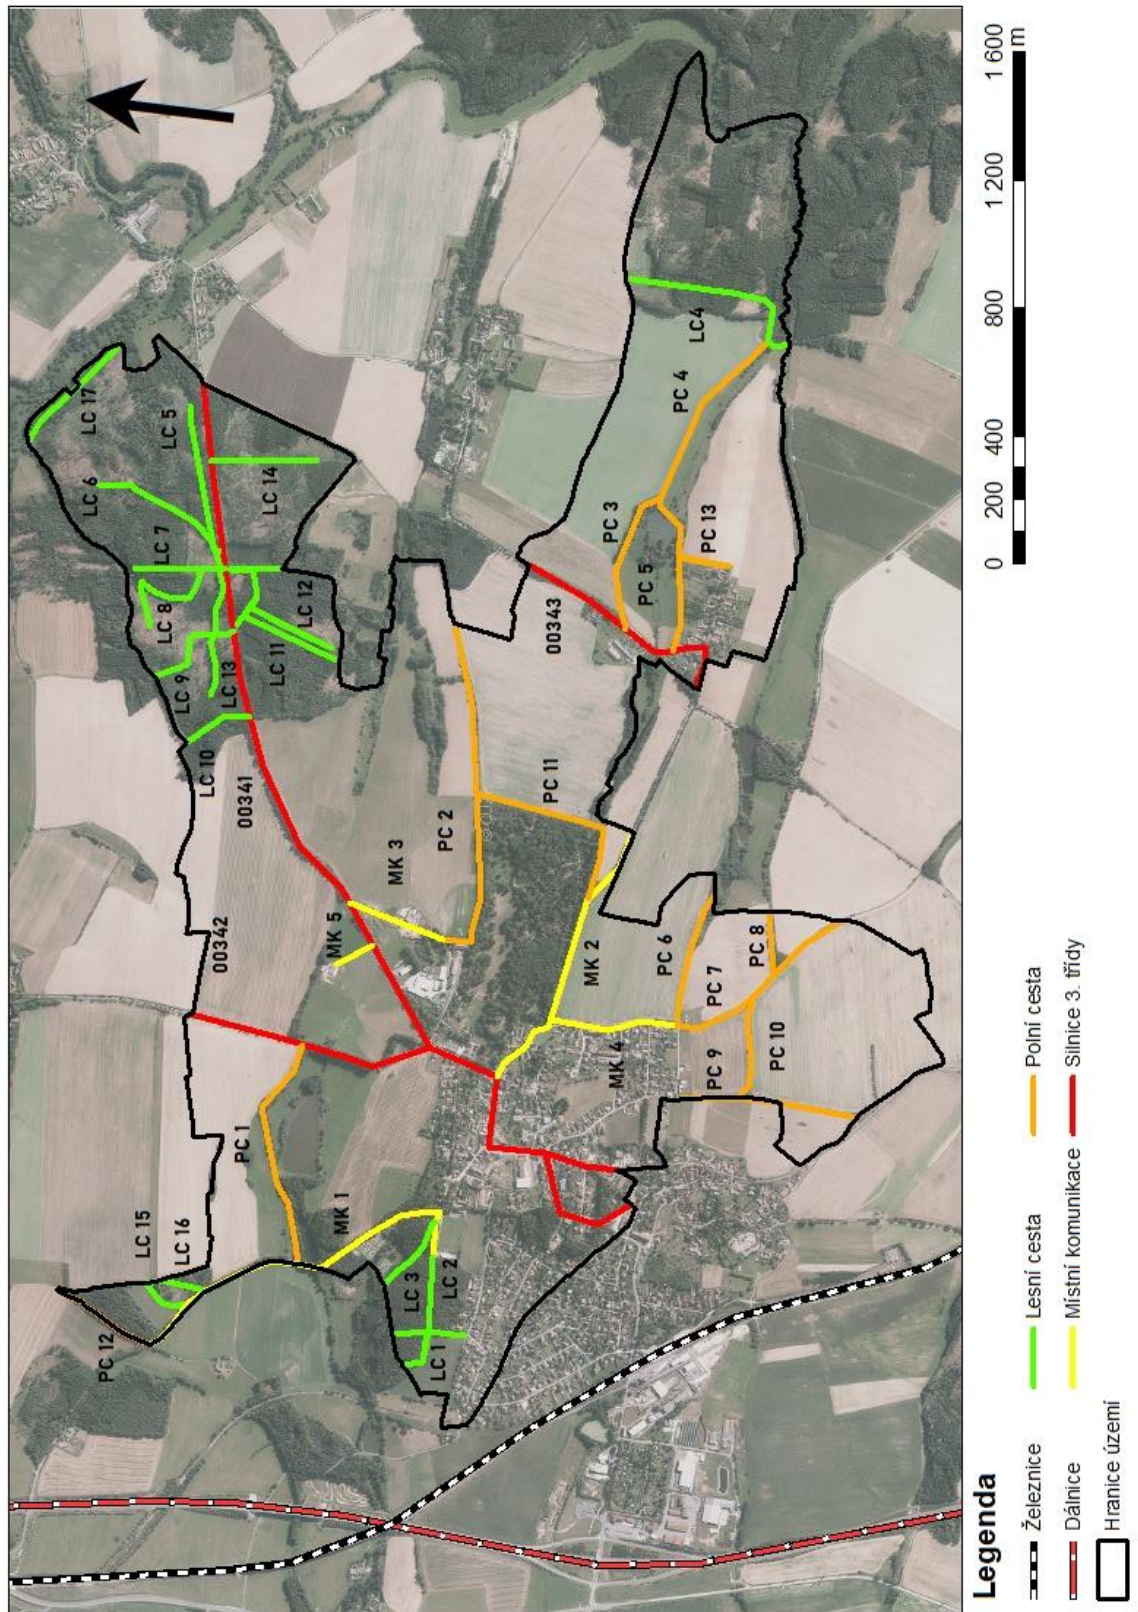 PC 12
LC 15
LC 16
PC 1
MK 1
LC 3
LC 2
LC 1
00342
MK 5
00341
MK 3
PC 2
PC 11
LC 10
LC 9
LC 13
LC 11
LC 12
LC 8
LC 7
LC 6
LC 17
LC 5
LC 14
00343
PC 3
PC 5
PC 4
LC4
PC 13
MK 2
MK 4
PC 6
PC 7
PC 8
PC 9
PC 10
Legenda
Železnice
Dálnice
Hranice území
Lesní cesta
Místní komunikace
Polní cesta
Silnice 3. třídy
0 200 400 800 1 200 1 600
m